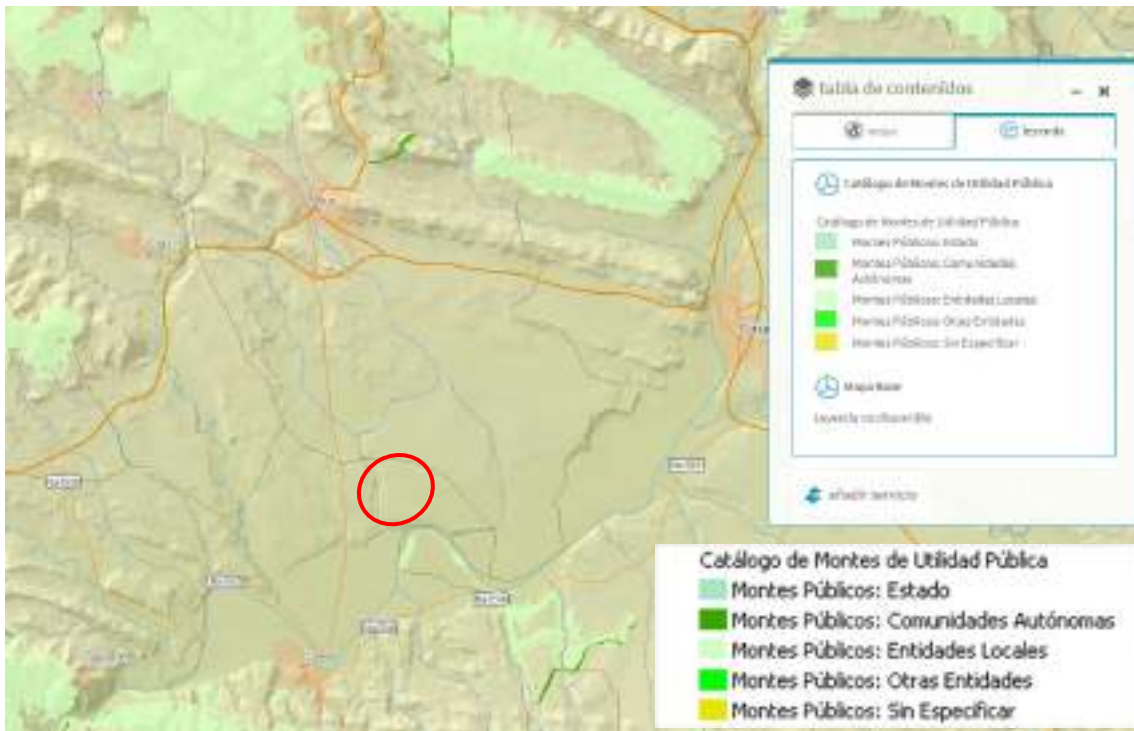 tabla de contenidos
leyenda
Catálogo de Montes de Utilidad Pública
Catálogo de Montes de Utilidad Pública
Montes Públicos: Estado
Montes Públicos: Comunidades
Autónomas
Montes Públicos: Entidades Locales
Montes Públicos: Otras Entidades
Montes Públicos: Sin Especificar
Mapa Base
Leyenda no disponible
añadir servicio
Catálogo de Montes de Utilidad Pública
Montes Públicos: Estado
Montes Públicos: Comunidades Autónomas
Montes Públicos: Entidades Locales
Montes Públicos: Otras Entidades
Montes Públicos: Sin Especificar